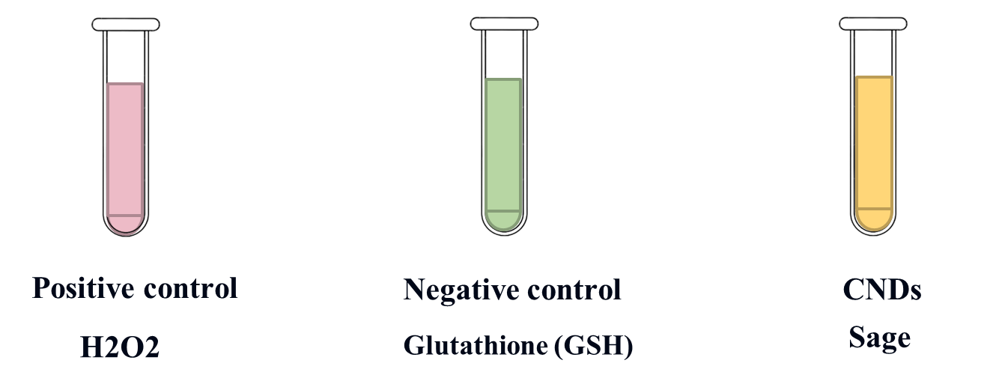 Positive control
H2O2
Negative control
Glutathione (GSH)
CNDs
Sage